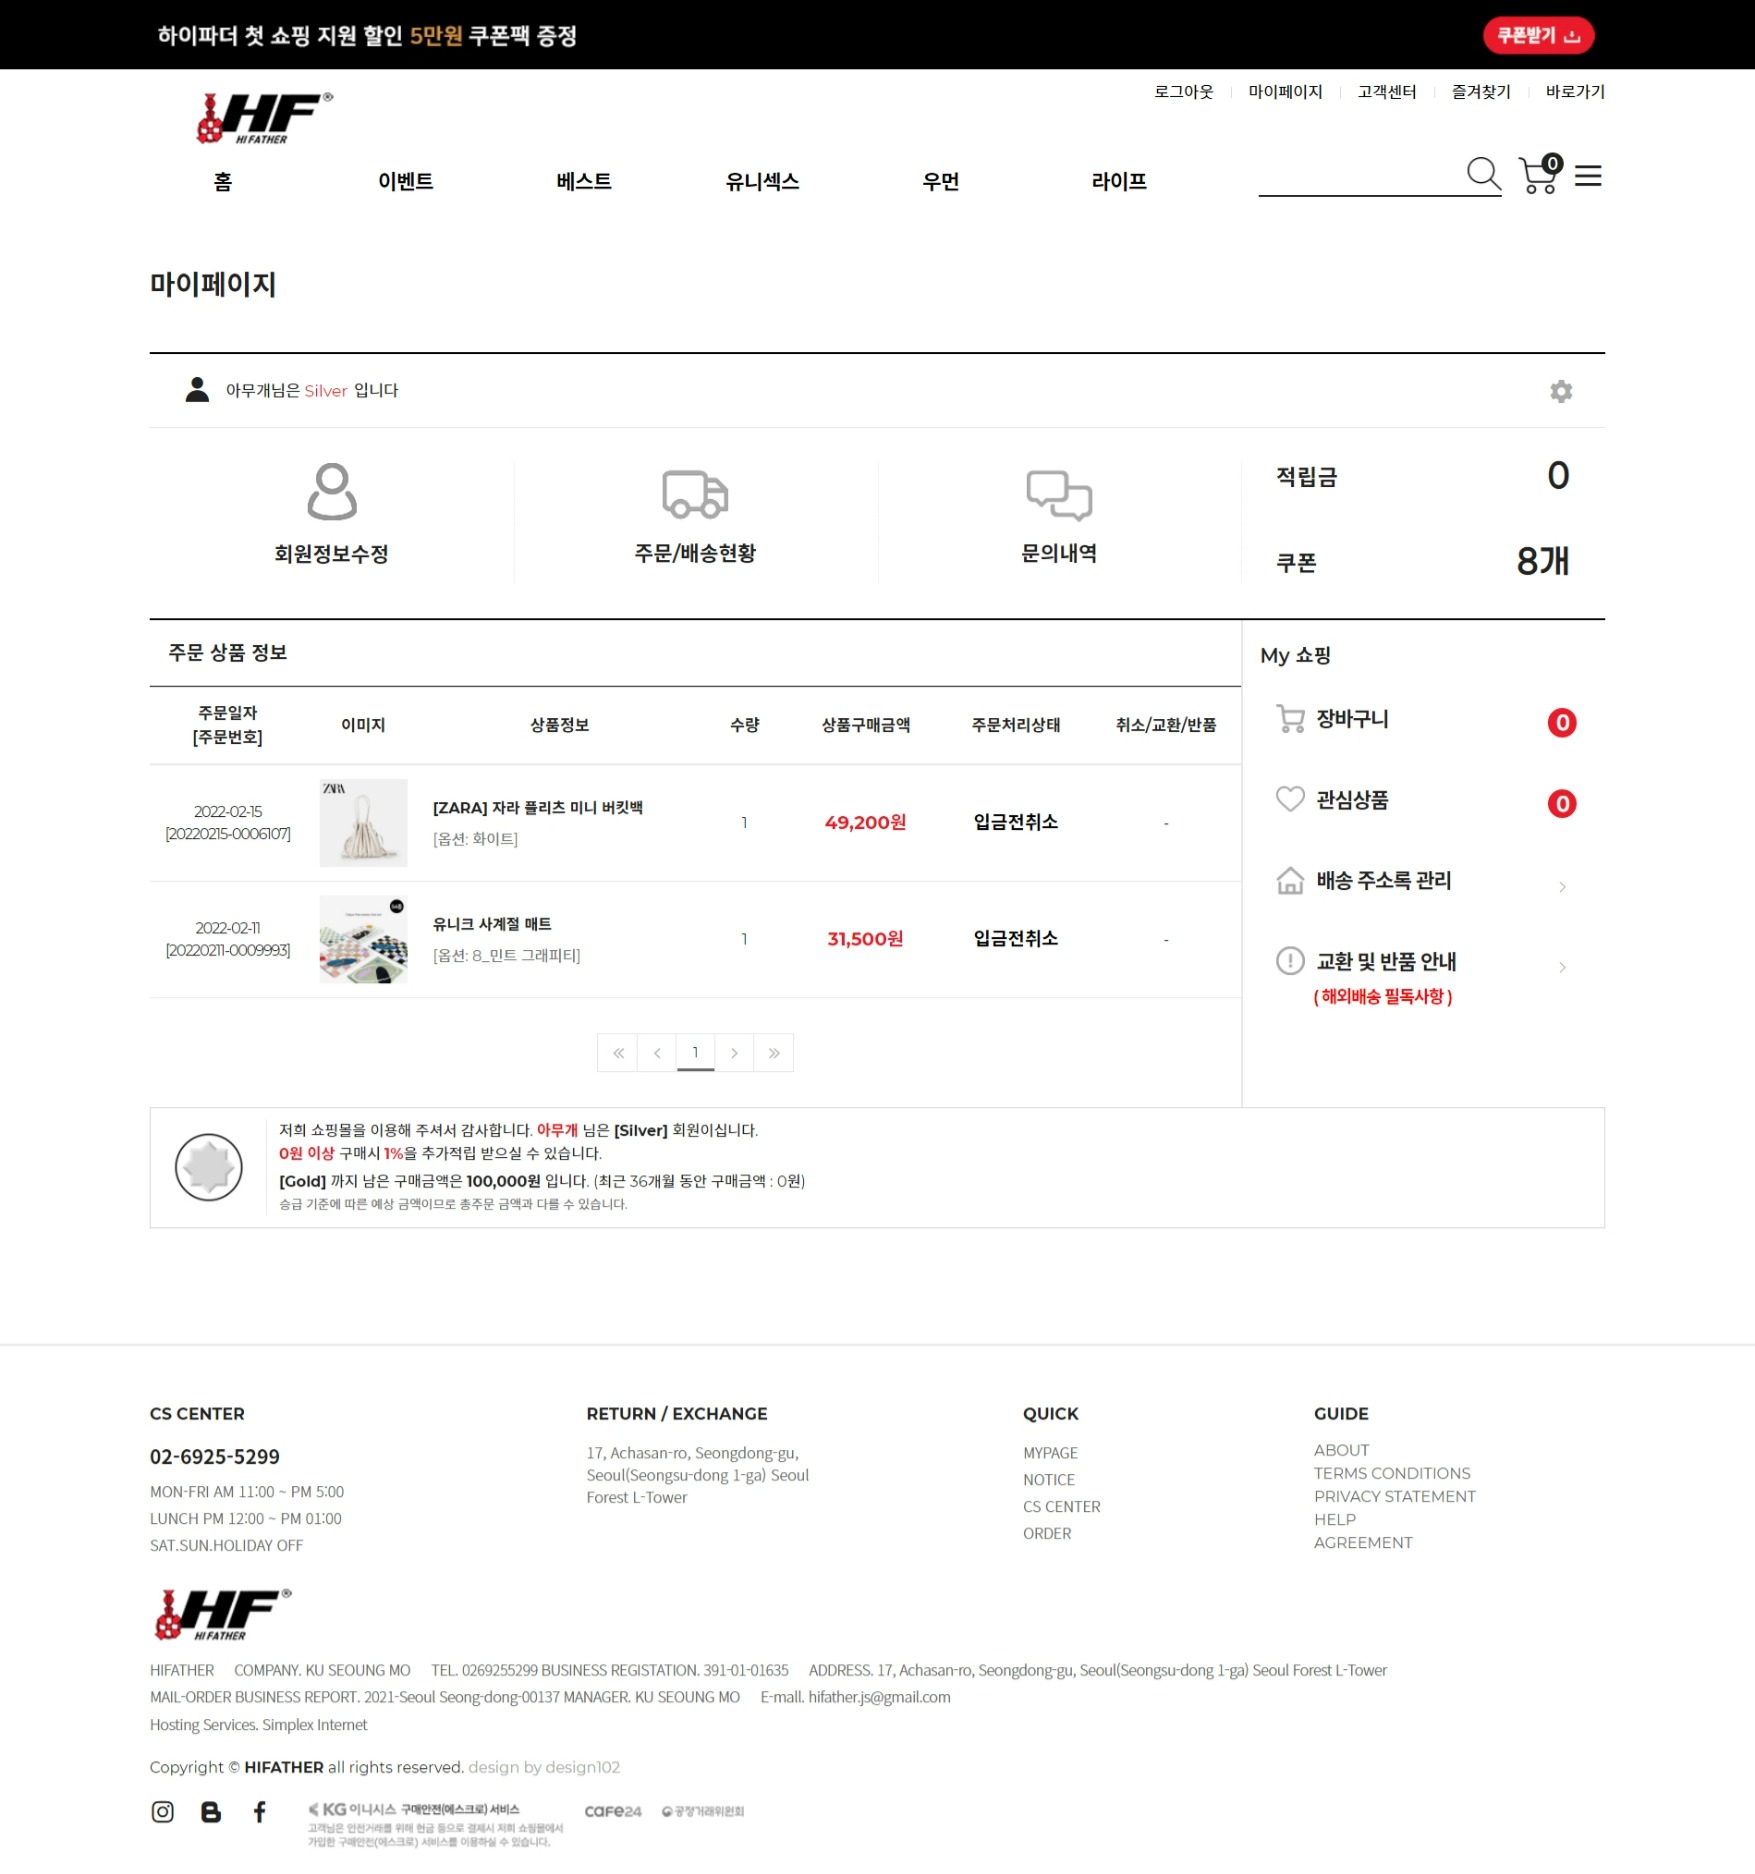 하이파더 첫 쇼핑 지원 할인 5만원 쿠폰팩 증정
쿠폰받기
로그아웃
마이페이지
고객센터
즐겨찾기
바로가기
HF®
HI FATHER
홈
이벤트
베스트
유니섹스
우먼
라이프
0
마이페이지
아무개님은 Silver 입니다
회원정보수정
주문/배송현황
문의내역
적립금
0
쿠폰
8개
주문 상품 정보
주문일자
[주문번호]
이미지
상품정보
수량
상품구매금액
주문처리상태
취소/교환/반품
2022-02-15
[20220215-0006107]
ZARA
[ZARA] 자라 플리츠 미니 버킷백
[옵션: 화이트]
1
49,200원
입금전취소
-
2022-02-11
[20220211-0009993]
유니크 사계절 매트
[옵션: 8_민트 그래피티]
1
31,500원
입금전취소
-
1
My 쇼핑
장바구니
0
관심상품
0
배송 주소록 관리
교환 및 반품 안내
( 해외배송 필독사항 )
저희 쇼핑몰을 이용해 주셔서 감사합니다. 아무개 님은 [Silver] 회원이십니다.
0원 이상 구매시 1%을 추가적립 받으실 수 있습니다.
[Gold] 까지 남은 구매금액은 100,000원 입니다. (최근 36개월 동안 구매금액 : 0원)
승급 기준에 따른 예상 금액이므로 총주문 금액과 다를 수 있습니다.
CS CENTER
02-6925-5299
MON-FRI AM 11:00 ~ PM 5:00
LUNCH PM 12:00 ~ PM 01:00
SAT.SUN.HOLIDAY OFF
RETURN / EXCHANGE
17, Achasan-ro, Seongdong-gu,
Seoul(Seongsu-dong 1-ga) Seoul
Forest L-Tower
QUICK
MYPAGE
NOTICE
CS CENTER
ORDER
GUIDE
ABOUT
TERMS CONDITIONS
PRIVACY STATEMENT
HELP
AGREEMENT
HF®
HI FATHER
HIFATHER COMPANY. KU SEOUNG MO TEL. 0269255299 BUSINESS REGISTATION. 391-01-01635 ADDRESS. 17, Achasan-ro, Seongdong-gu, Seoul(Seongsu-dong 1-ga) Seoul Forest L-Tower
MAIL-ORDER BUSINESS REPORT. 2021-Seoul Seong-dong-00137 MANAGER. KU SEOUNG MO E-mall. hifather.js@gmail.com
Hosting Services. Simplex Internet
Copyright © HIFATHER all rights reserved. design by design102
KG 이니시스 구매안전(에스크로) 서비스
고객님은 안전거래를 위해 현금 등으로 결제시 저희 쇼핑몰에서
가입한 구매안전(에스크로) 서비스를 이용하실 수 있습니다.
cafe24
공정거래위원회